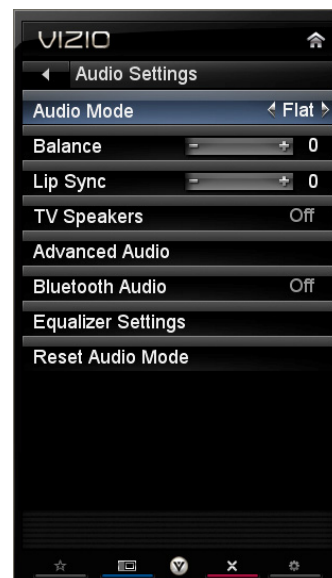 VIZIO
Audio Settings
Audio Mode Flat
Balance - + 0
Lip Sync - + 0
TV Speakers Off
Advanced Audio
Bluetooth Audio Off
Equalizer Settings
Reset Audio Mode
V